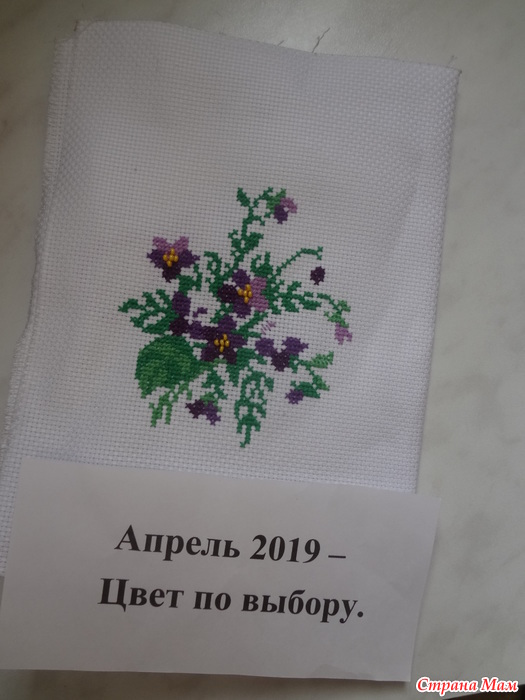 Апрель 2019 –
Цвет по выбору.
Страна Мам